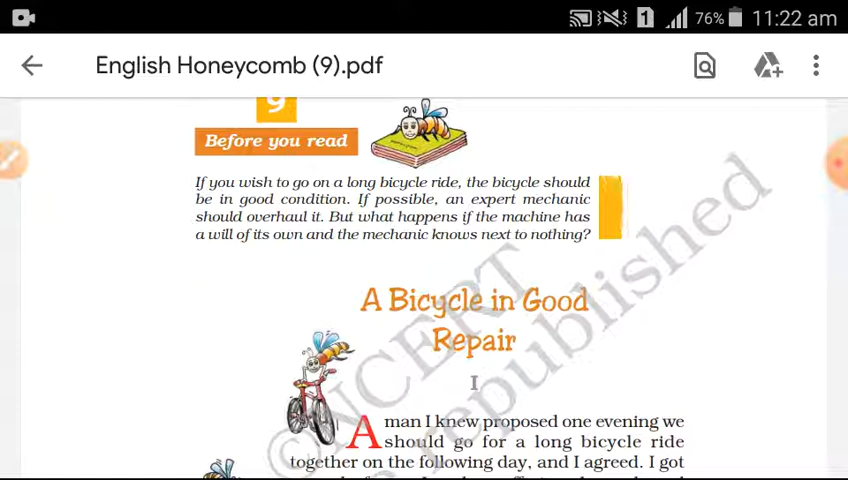 1 76% 11:22 am
English Honeycomb (9).pdf
9
Before you read
If you wish to go on a long bicycle ride, the bicycle should
be in good condition. If possible, an expert mechanic
should overhaul it. But what happens if the machine has
a will of its own and the mechanic knows next to nothing?
A Bicycle in Good
Repair
I
A man I knew proposed one evening we
should go for a long bicycle ride
together on the following day, and I agreed. I got
©NCERT
republished